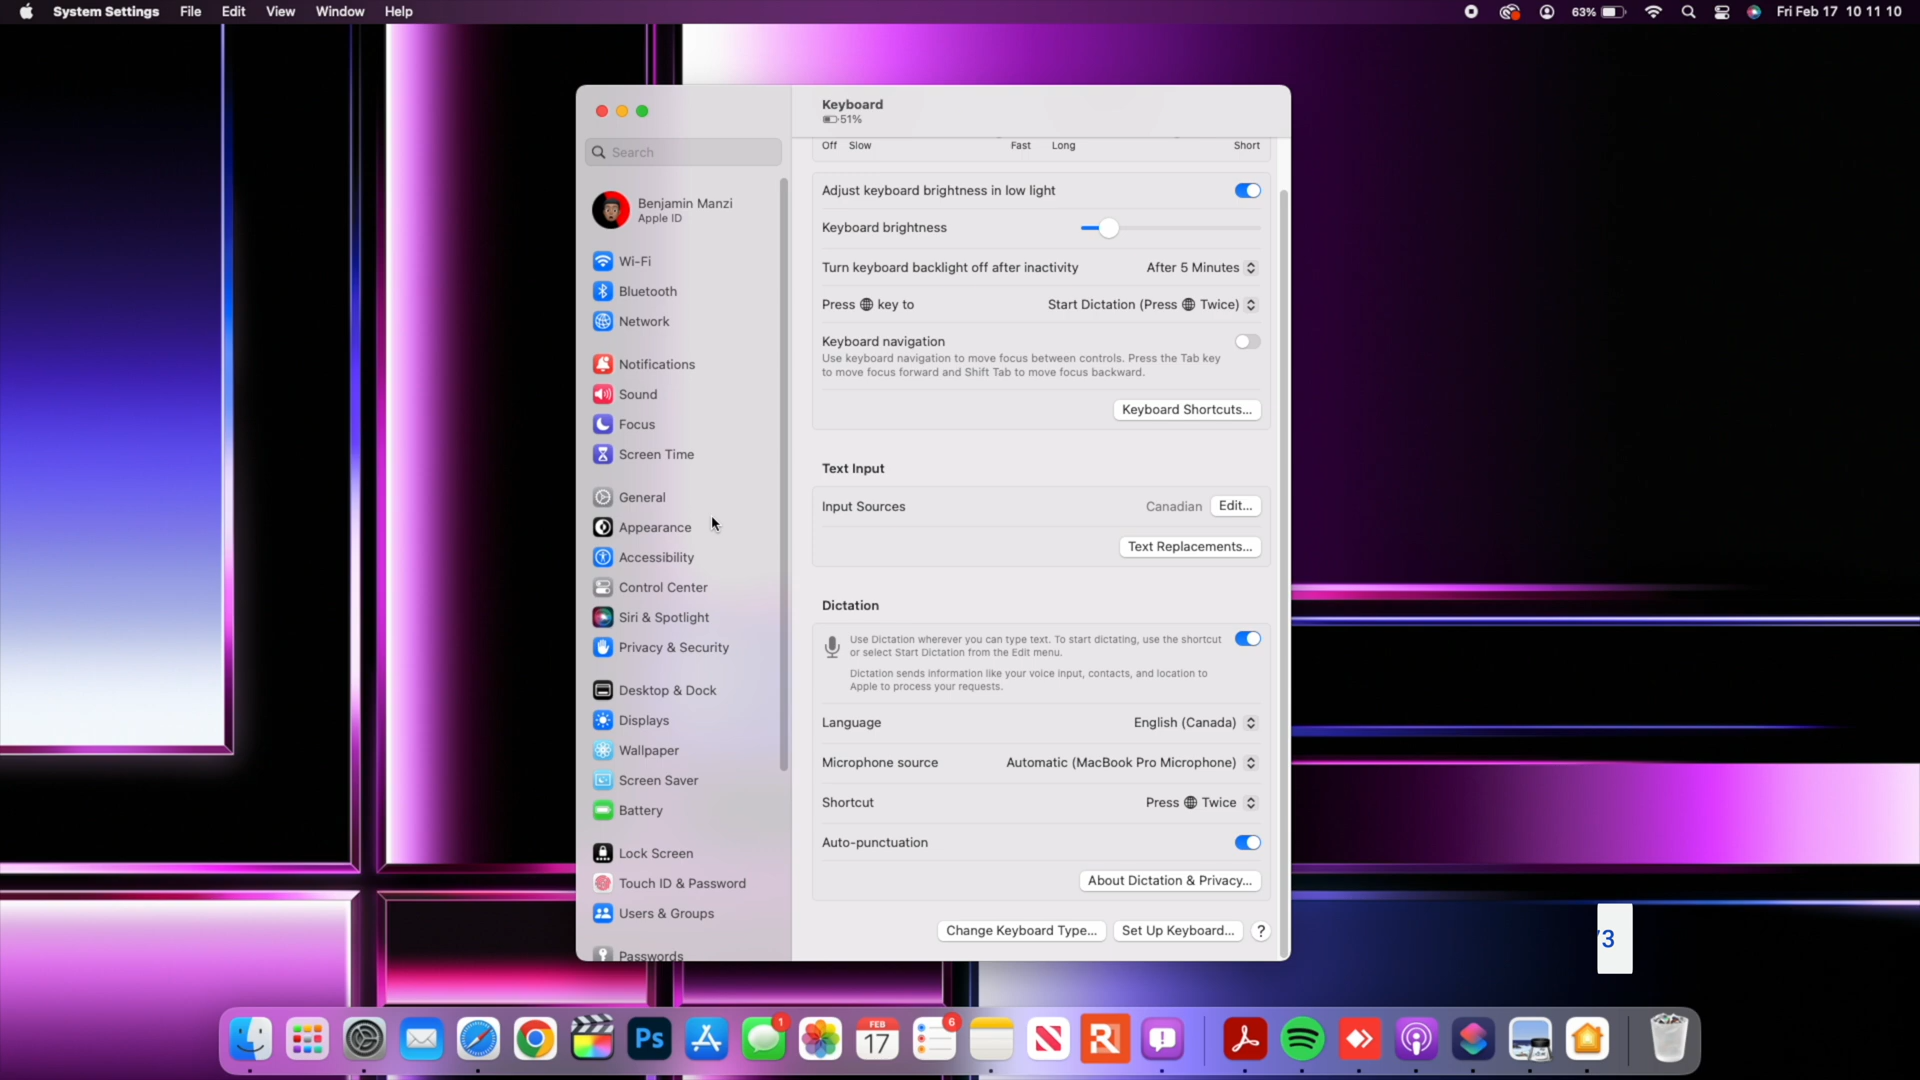 System Settings File Edit View Window Help 63% Fri Feb 17 10 11 10
Keyboard
51%
Search
Off Slow Fast Long Short
Benjamin Manzi
Apple ID
Wi-Fi
Bluetooth
Network
Notifications
Sound
Focus
Screen Time
General
Appearance
Accessibility
Control Center
Siri & Spotlight
Privacy & Security
Desktop & Dock
Displays
Wallpaper
Screen Saver
Battery
Lock Screen
Touch ID & Password
Users & Groups
Passwords
Adjust keyboard brightness in low light
Keyboard brightness
Turn keyboard backlight off after inactivity After 5 Minutes
Press key to Start Dictation (Press Twice)
Keyboard navigation
Use keyboard navigation to move focus between controls. Press the Tab key
to move focus forward and Shift Tab to move focus backward.
Keyboard Shortcuts...
Text Input
Input Sources Canadian Edit...
Text Replacements...
Dictation
Use Dictation wherever you can type text. To start dictating, use the shortcut
or select Start Dictation from the Edit menu.
Dictation sends information like your voice input, contacts, and location to
Apple to process your requests.
Language English (Canada)
Microphone source Automatic (MacBook Pro Microphone)
Shortcut Press Twice
Auto-punctuation
About Dictation & Privacy...
Change Keyboard Type... Set Up Keyboard... ?
/3
Ps 1 FEB
17 6 R